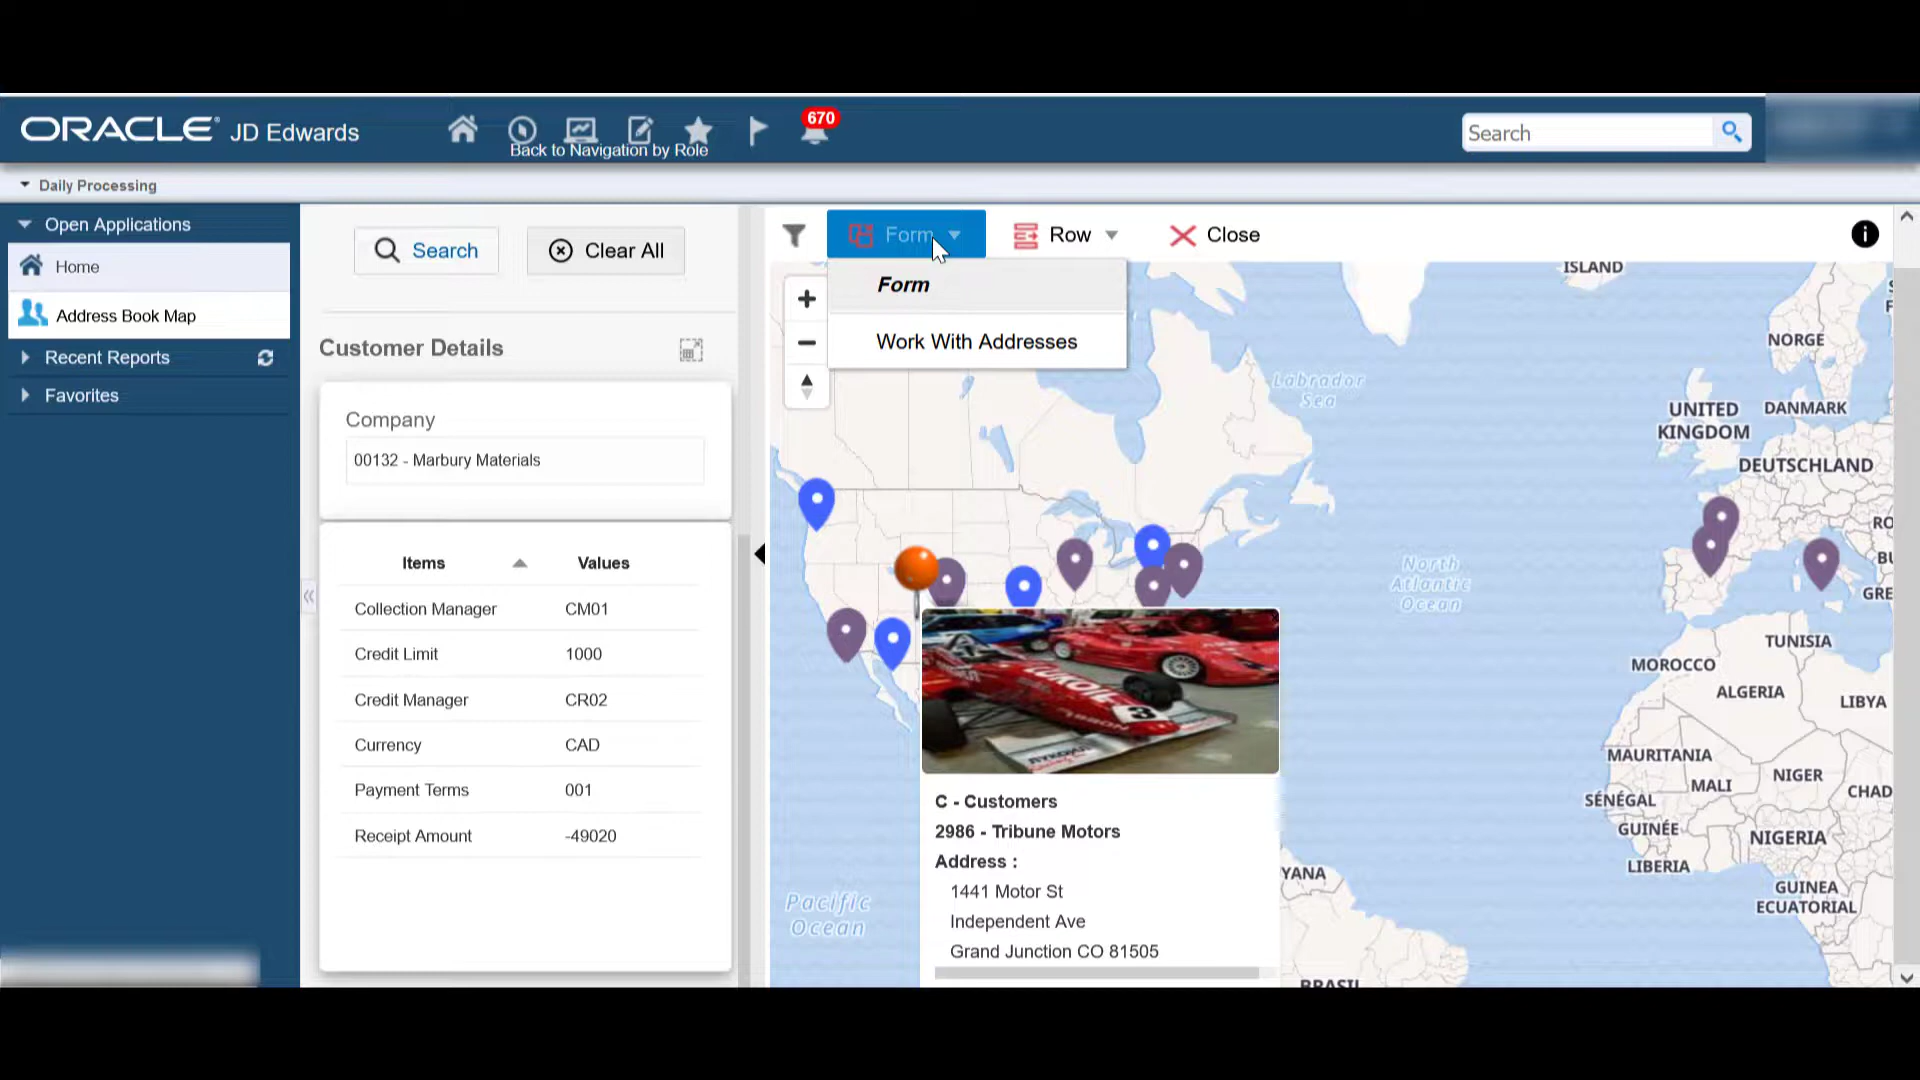 ORACLE JD Edwards
Back to Navigation by Role
670
Search
Daily Processing
Open Applications
Home
Address Book Map
Recent Reports
Favorites
Search
Clear All
Customer Details
Company
00132 - Marbury Materials
Items Values
Collection Manager CM01
Credit Limit 1000
Credit Manager CR02
Currency CAD
Payment Terms 001
Receipt Amount -49020
Form
Row
Close
Form
Work With Addresses
ISLAND
NORGE
Labrador
Sea
UNITED
KINGDOM
DANMARK
DEUTSCHLAND
North
Atlantic
Ocean
GRE
TUNISIA
MOROCCO
ALGERIA
LIBYA
MAURITANIA
MALI
NIGER
CHAD
SÉNÉGAL
GUINÉE
NIGERIA
LIBERIA
GUINEA
ECUATORIAL
YANA
BRASIL
Pacific
Ocean
3
C - Customers
2986 - Tribune Motors
Address :
1441 Motor St
Independent Ave
Grand Junction CO 81505